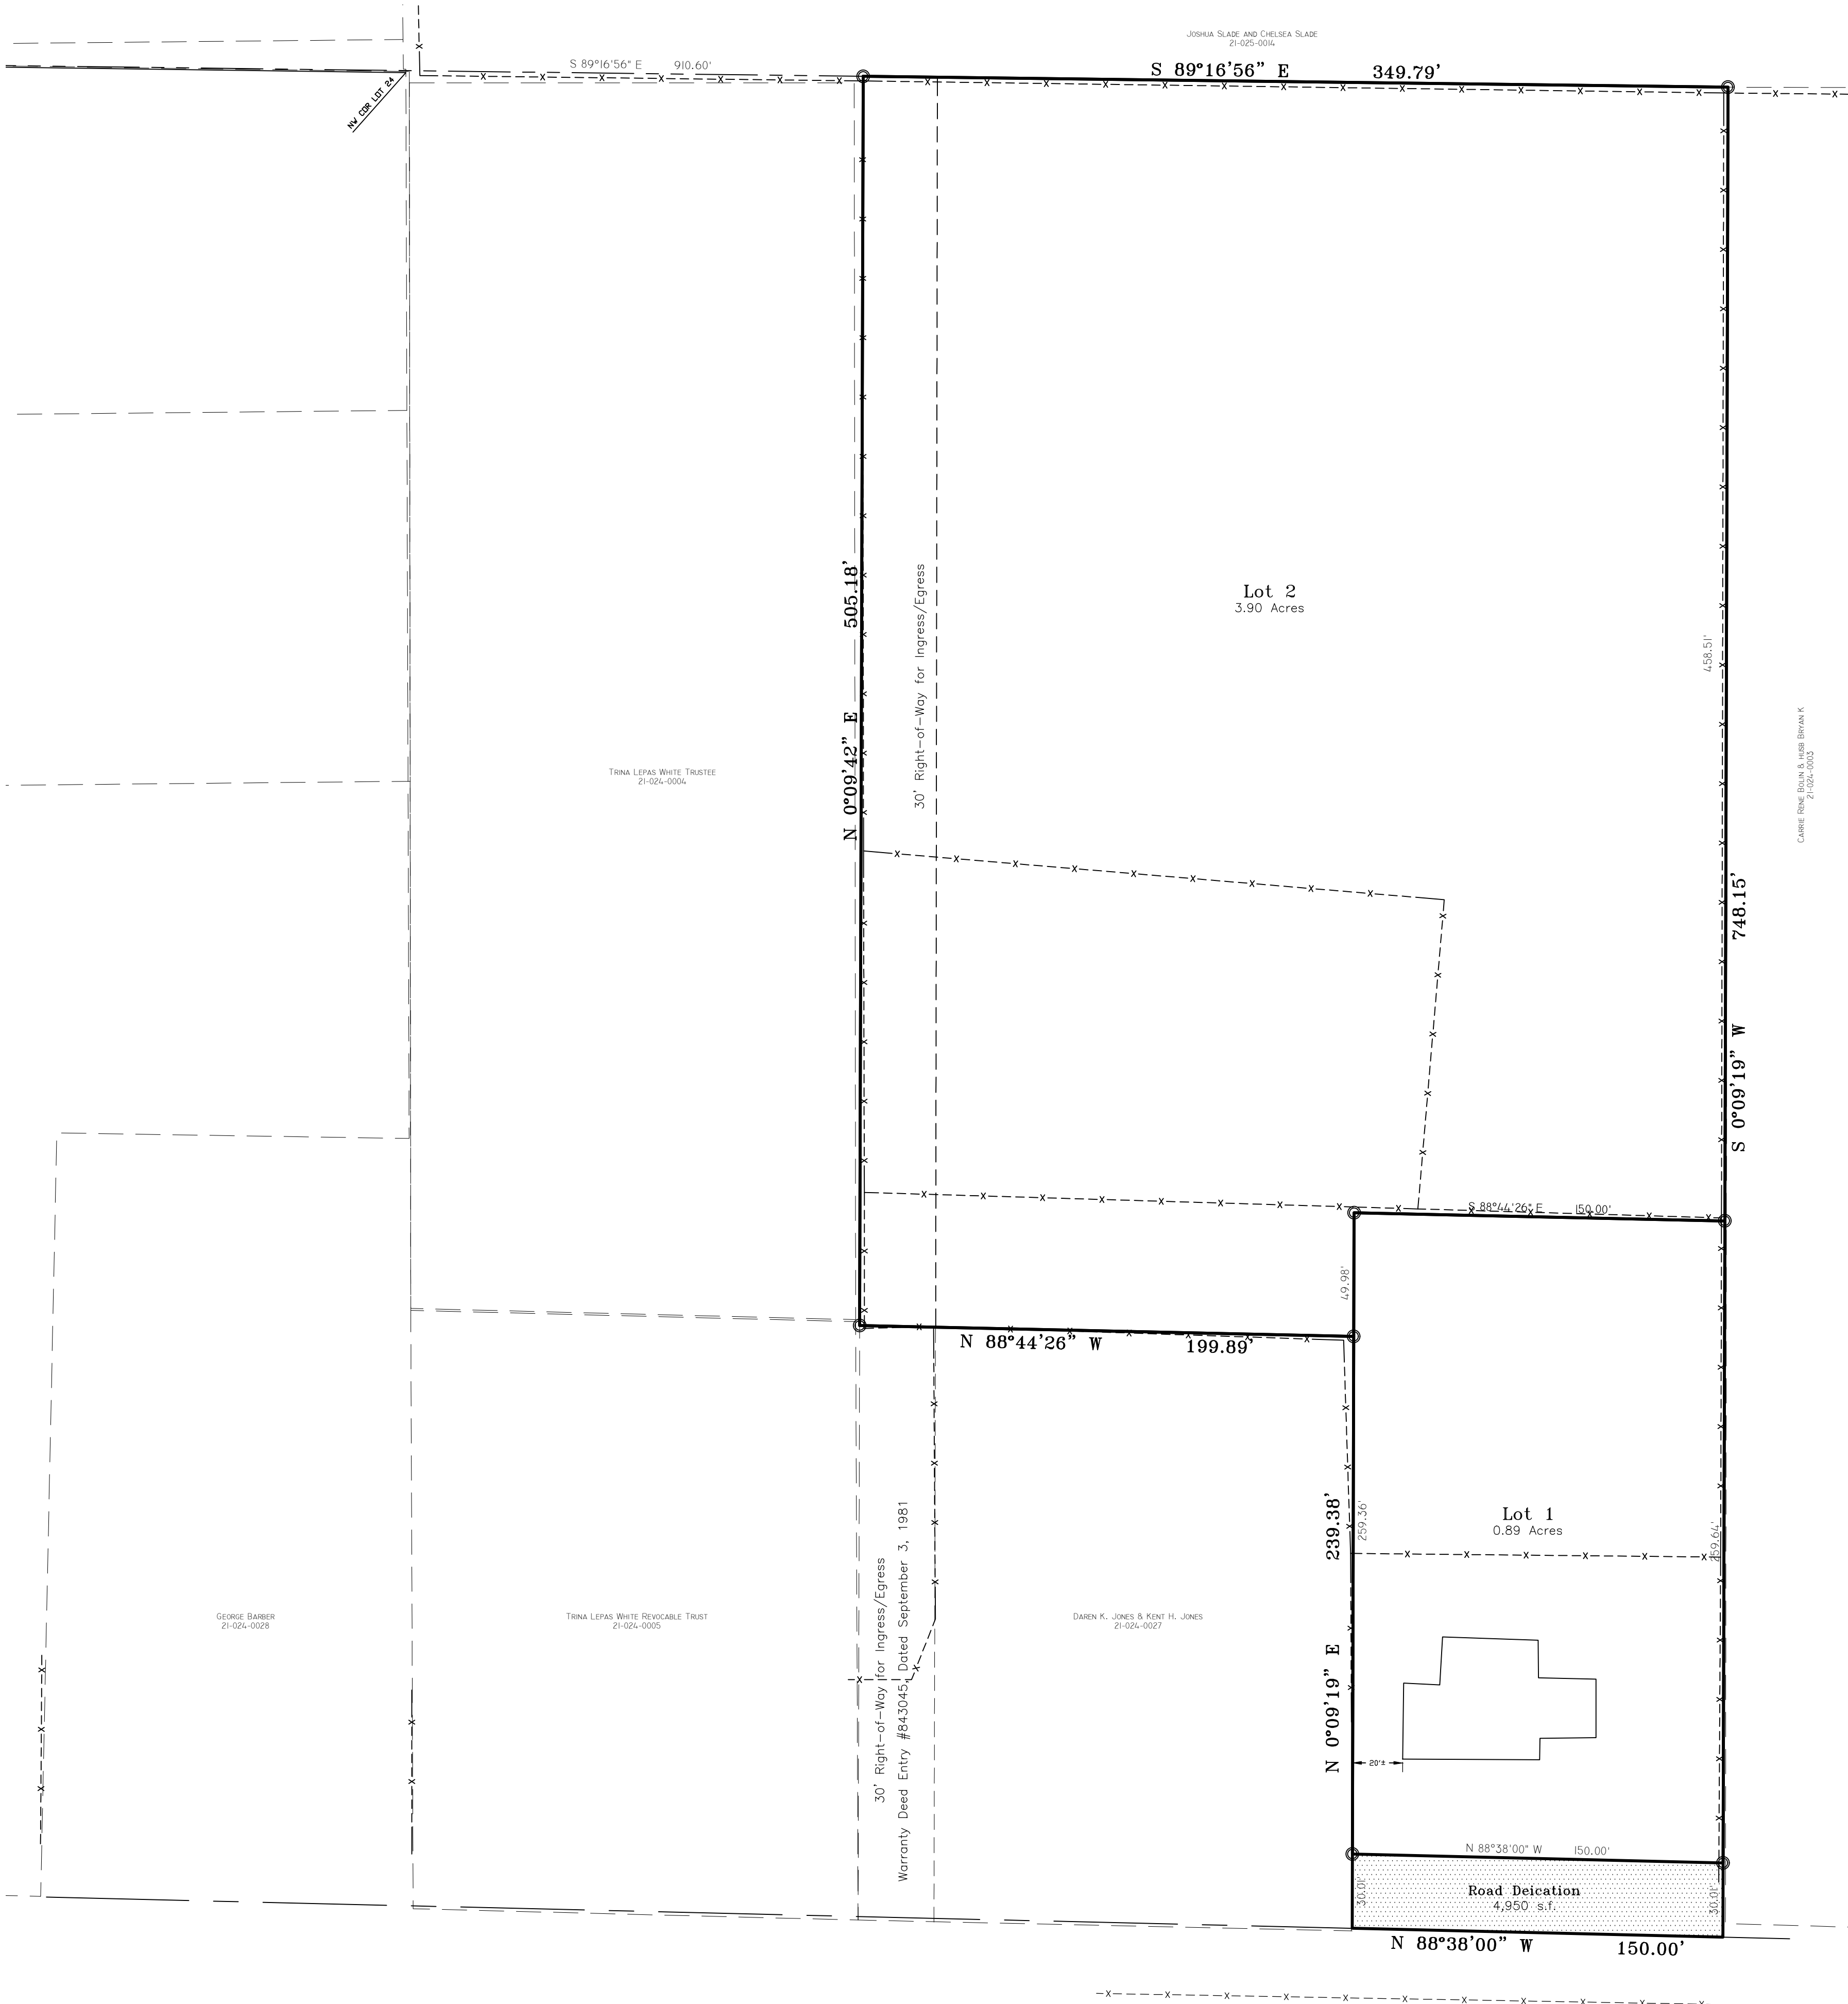 JOSHUA SLADE AND CHELSEA SLADE
21-025-0014
S 89°16'56" E 910.60'
S 89°16'56" E 349.79'
NW COR LOT 24
Lot 2
3.90 Acres
N 0°09'42" E 505.18'
30' Right-of-Way for Ingress/Egress
458.51'
TRINA LEPAS WHITE TRUSTEE
21-024-0004
CARRIE RENE BOLIN & HUSB BRYAN K
21-024-0003
S 0°09'19" W 748.15'
S 88°44'26" E 150.00'
49.98'
N 88°44'26" W 199.89'
Lot 1
0.89 Acres
239.38'
N 0°09'19" E
259.36'
259.64'
GEORGE BARBER
21-024-0028
TRINA LEPAS WHITE REVOCABLE TRUST
21-024-0005
30' Right-of-Way for Ingress/Egress
Warranty Deed Entry #843045, Dated September 3, 1981
DAREN K. JONES & KENT H. JONES
21-024-0027
20'±
N 88°38'00" W 150.00'
30.01'
Road Deication
4,950 s.f.
30.01'
N 88°38'00" W 150.00'